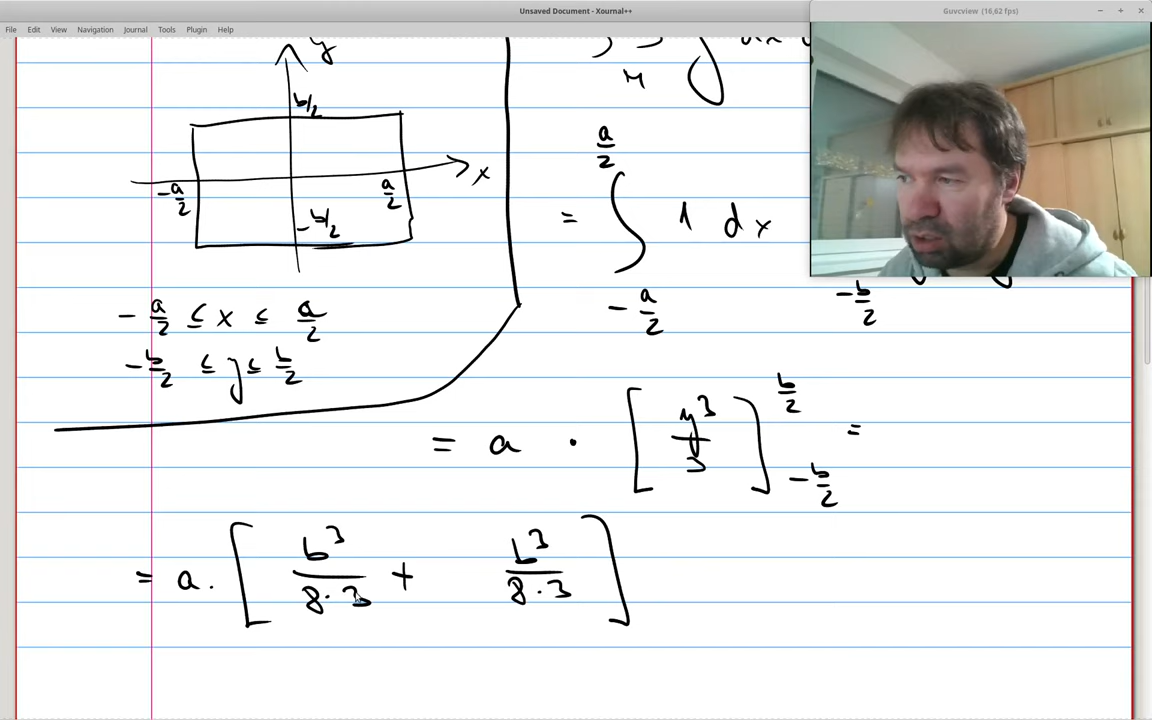 Unsaved Document - Xournal++
Guvcview (16,62 fps)
File Edit View Navigation Journal Tools Plugin Help
y
b/2
x
-a/2
a/2
-b/2
-a/2 ≤ x ≤ a/2
-b/2 ≤ y ≤ b/2
a/2
= ∫ 1 dx
-a/2
-b/2
= a · [ y³/3 ] b/2 -b/2 =
= a · [ b³/(8·3) + b³/(8·3) ]